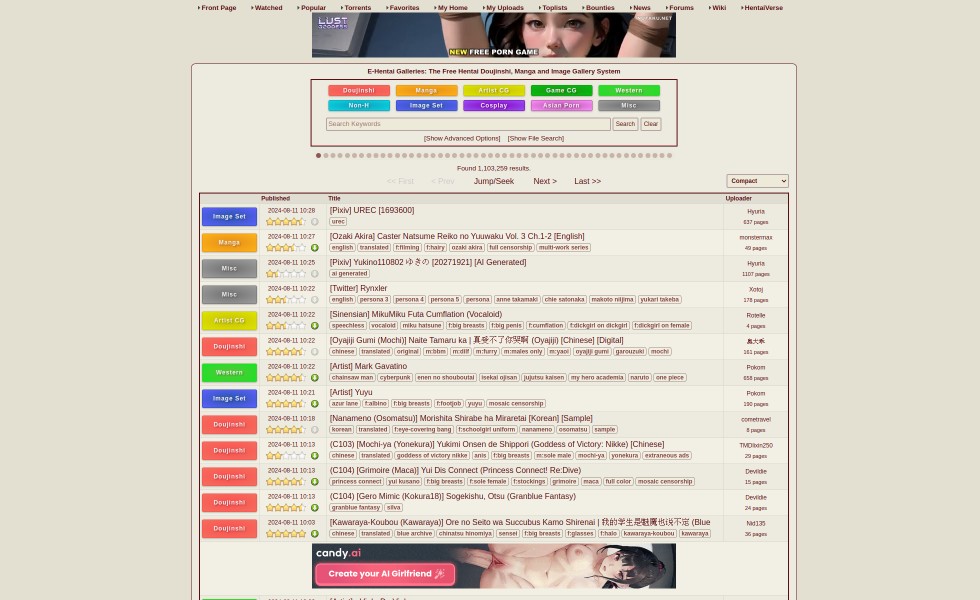 Front Page Watched Popular Torrents Favorites My Home My Uploads Toplists Bounties News Forums Wiki HentaiVerse
LUST GODDESS
NEW FREE PORN GAME
E-Hentai Galleries: The Free Hentai Doujinshi, Manga and Image Gallery System
Doujinshi Manga Artist CG Game CG Western
Non-H Image Set Cosplay Asian Porn Misc
Search Keywords Search Clear
[Show Advanced Options] [Show File Search]
Found 1,103,259 results.
<< First < Prev Jump/Seek Next > Last >> Compact
Published Title Uploader
Image Set 2024-08-11 10:28 [Pixiv] UREC [1693600] Hyuria
urec 637 pages
Manga 2024-08-11 10:27 [Ozaki Akira] Caster Natsume Reiko no Yuuwaku Vol. 3 Ch.1-2 [English] monstermax
english translated f:filming f:hairy ozaki akira full censorship multi-work series 49 pages
Misc 2024-08-11 10:25 [Pixiv] Yukino110802 ゆきの [20271921] [AI Generated] Hyuria
ai generated 1107 pages
Misc 2024-08-11 10:22 [Twitter] Rynxler Xotoj
english persona 3 persona 4 persona 5 persona anne takamaki chie satonaka makoto niijima yukari takeba 178 pages
Artist CG 2024-08-11 10:22 [Sinensian] MikuMiku Futa Cumflation (Vocaloid) Rotelle
speechless vocaloid miku hatsune f:big breasts f:big penis f:cumflation f:dickgirl on dickgirl f:dickgirl on female 4 pages
Doujinshi 2024-08-11 10:22 [Oyajii Gumi (Mochi)] Naite Tamaru ka | 真受不了你哭啊 (Oyajii) [Chinese] [Digital]
chinese translated original m:bbm m:dilf m:furry m:males only m:yaoi oyajii gumi garouzuki mochi 161 pages
Western 2024-08-11 10:22 [Artist] Mark Gavatino Pokom
chainsaw man cyberpunk enen no shouboutai isekai ojisan jujutsu kaisen my hero academia naruto one piece 658 pages
Image Set 2024-08-11 10:21 [Artist] Yuyu Pokom
azur lane f:albino f:big breasts f:footjob yuyu mosaic censorship 190 pages
Doujinshi 2024-08-11 10:18 [Nanameno (Osomatsu)] Morishita Shirabe ha Miraretai [Korean] [Sample] cometravel
korean translated f:eye-covering bang f:schoolgirl uniform nanameno osomatsu sample 8 pages
Doujinshi 2024-08-11 10:13 (C103) [Mochi-ya (Yonekura)] Yukimi Onsen de Shippori (Goddess of Victory: Nikke) [Chinese] TMDixon250
chinese translated goddess of victory nikke anis f:big breasts m:sole male mochi-ya yonekura extraneous ads 29 pages
Doujinshi 2024-08-11 10:13 (C104) [Grimoire (Maca)] Yui Dis Connect (Princess Connect! Re:Dive) Devildie
princess connect yui kusano f:big breasts f:sole female f:stockings grimoire maca full color mosaic censorship 15 pages
Doujinshi 2024-08-11 10:13 (C104) [Gero Mimic (Kokura18)] Sogekishu, Otsu (Granblue Fantasy) Devildie
granblue fantasy silva 24 pages
Doujinshi 2024-08-11 10:03 [Kawaraya-Koubou (Kawaraya)] Ore no Seito wa Succubus Kamo Shirenai | 我的学生是魅魔也说不定 (Blue Nid135
chinese translated blue archive chinatsu hinomiya sensei f:big breasts f:glasses f:halo kawaraya-koubou kawaraya 36 pages
candy.ai
Create your AI Girlfriend